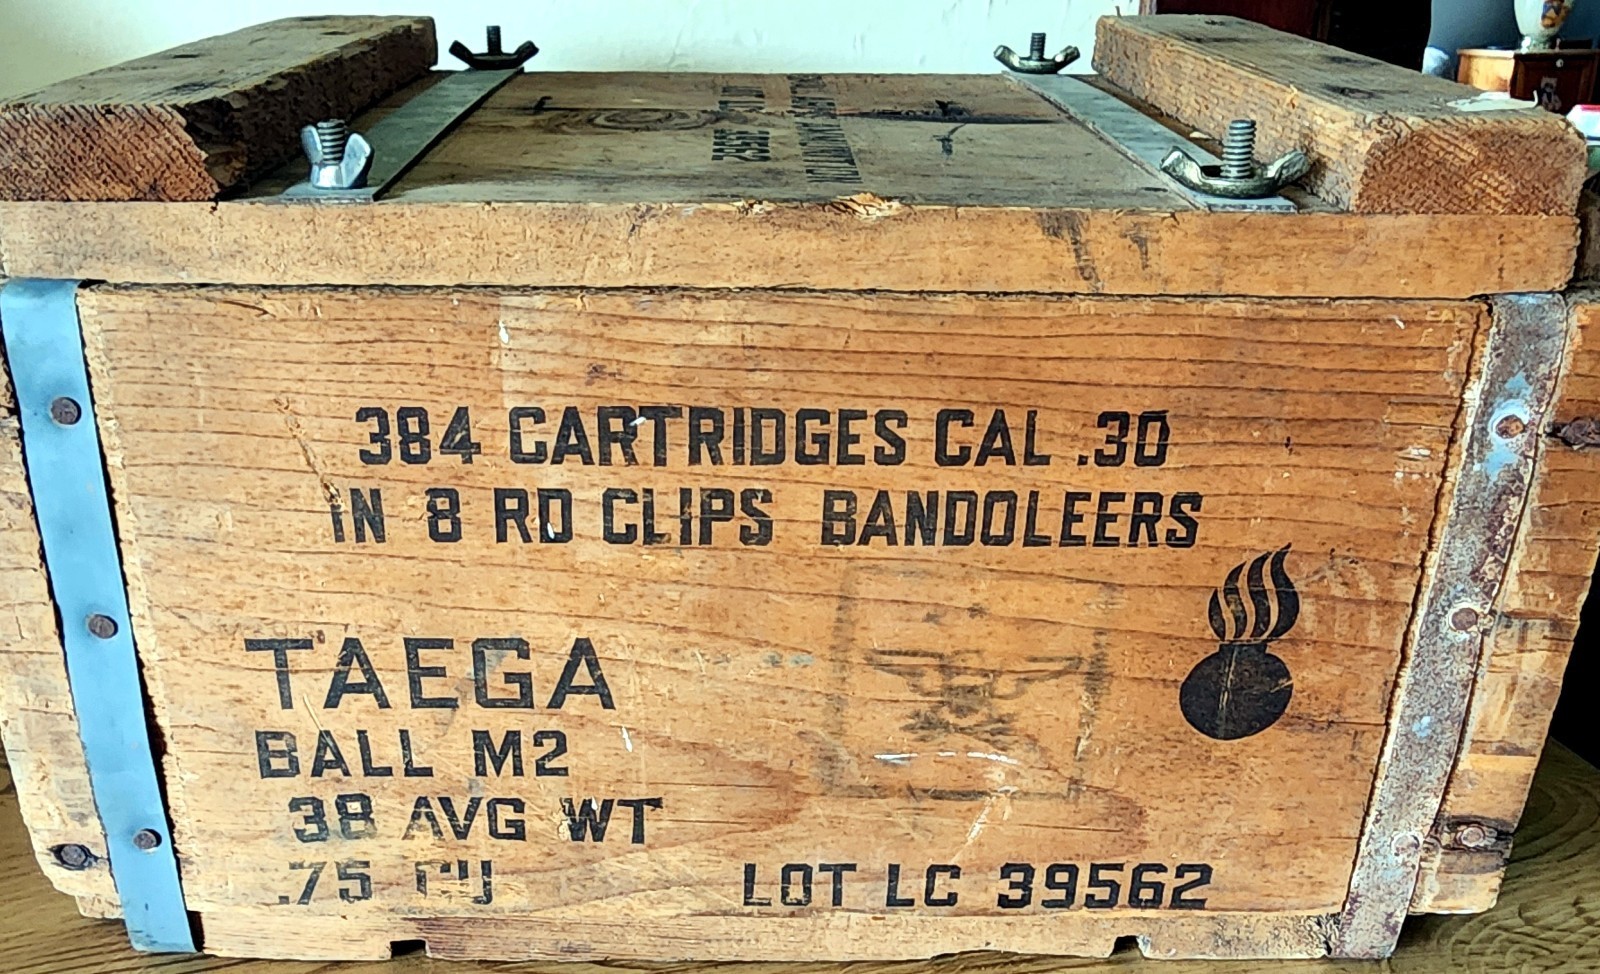 384 CARTRIDGES CAL .30
IN 8 RD CLIPS BANDOLEERS
TAEGA
BALL M2
38 AVG WT
.75 CU
LOT LC 39562